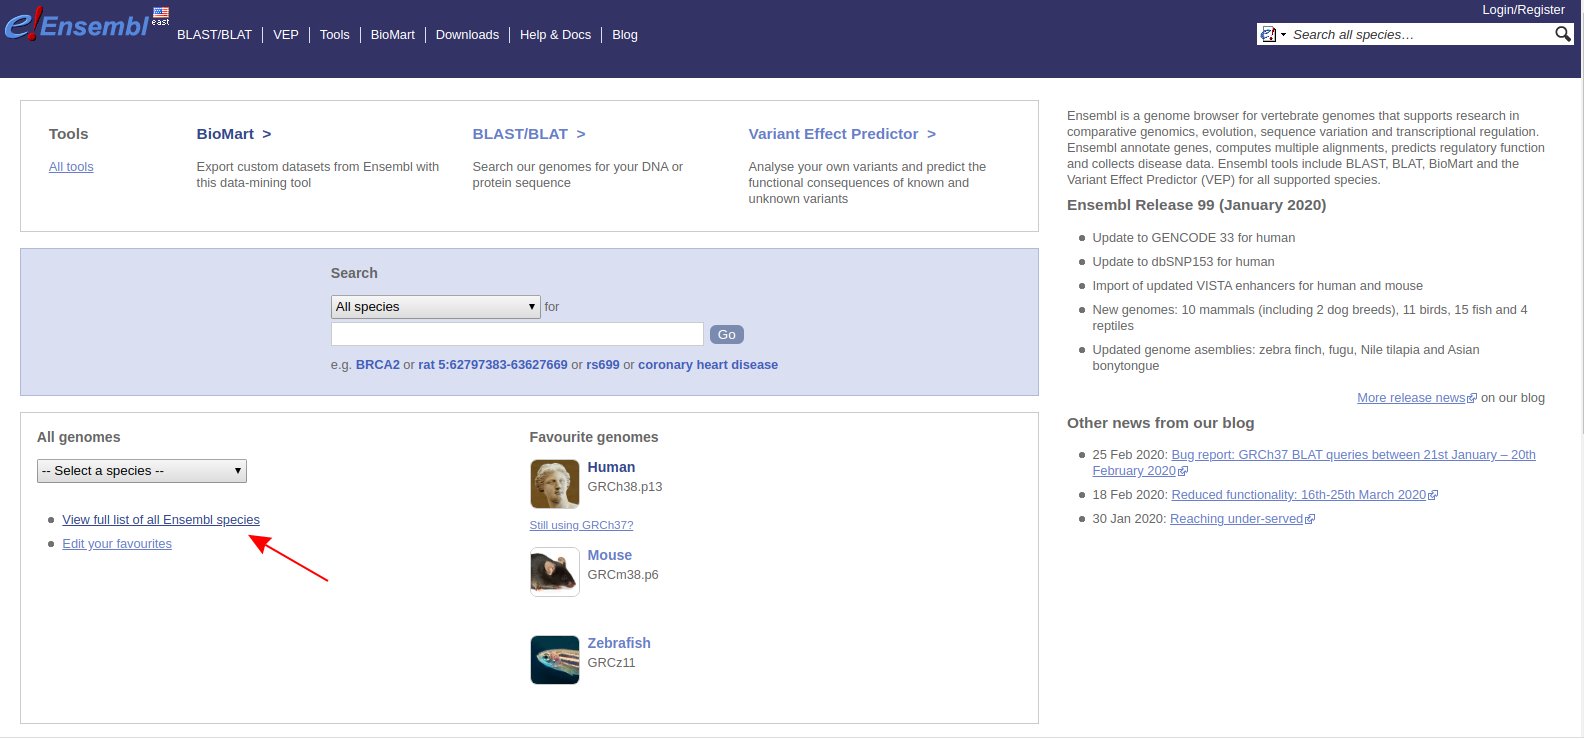 e!Ensembl
east
BLAST/BLAT
VEP
Tools
BioMart
Downloads
Help & Docs
Blog
Login/Register
Search all species…
Tools
All tools
BioMart >
Export custom datasets from Ensembl with
this data-mining tool
BLAST/BLAT >
Search our genomes for your DNA or
protein sequence
Variant Effect Predictor >
Analyse your own variants and predict the
functional consequences of known and
unknown variants
Search
All species for
Go
e.g. BRCA2 or rat 5:62797383-63627669 or rs699 or coronary heart disease
All genomes
-- Select a species --
View full list of all Ensembl species
Edit your favourites
Favourite genomes
Human
GRCh38.p13
Still using GRCh37?
Mouse
GRCm38.p6
Zebrafish
GRCz11
Ensembl is a genome browser for vertebrate genomes that supports research in
comparative genomics, evolution, sequence variation and transcriptional regulation.
Ensembl annotate genes, computes multiple alignments, predicts regulatory function
and collects disease data. Ensembl tools include BLAST, BLAT, BioMart and the
Variant Effect Predictor (VEP) for all supported species.
Ensembl Release 99 (January 2020)
Update to GENCODE 33 for human
Update to dbSNP153 for human
Import of updated VISTA enhancers for human and mouse
New genomes: 10 mammals (including 2 dog breeds), 11 birds, 15 fish and 4
reptiles
Updated genome asemblies: zebra finch, fugu, Nile tilapia and Asian
bonytongue
More release news on our blog
Other news from our blog
25 Feb 2020: Bug report: GRCh37 BLAT queries between 21st January – 20th
February 2020
18 Feb 2020: Reduced functionality: 16th-25th March 2020
30 Jan 2020: Reaching under-served